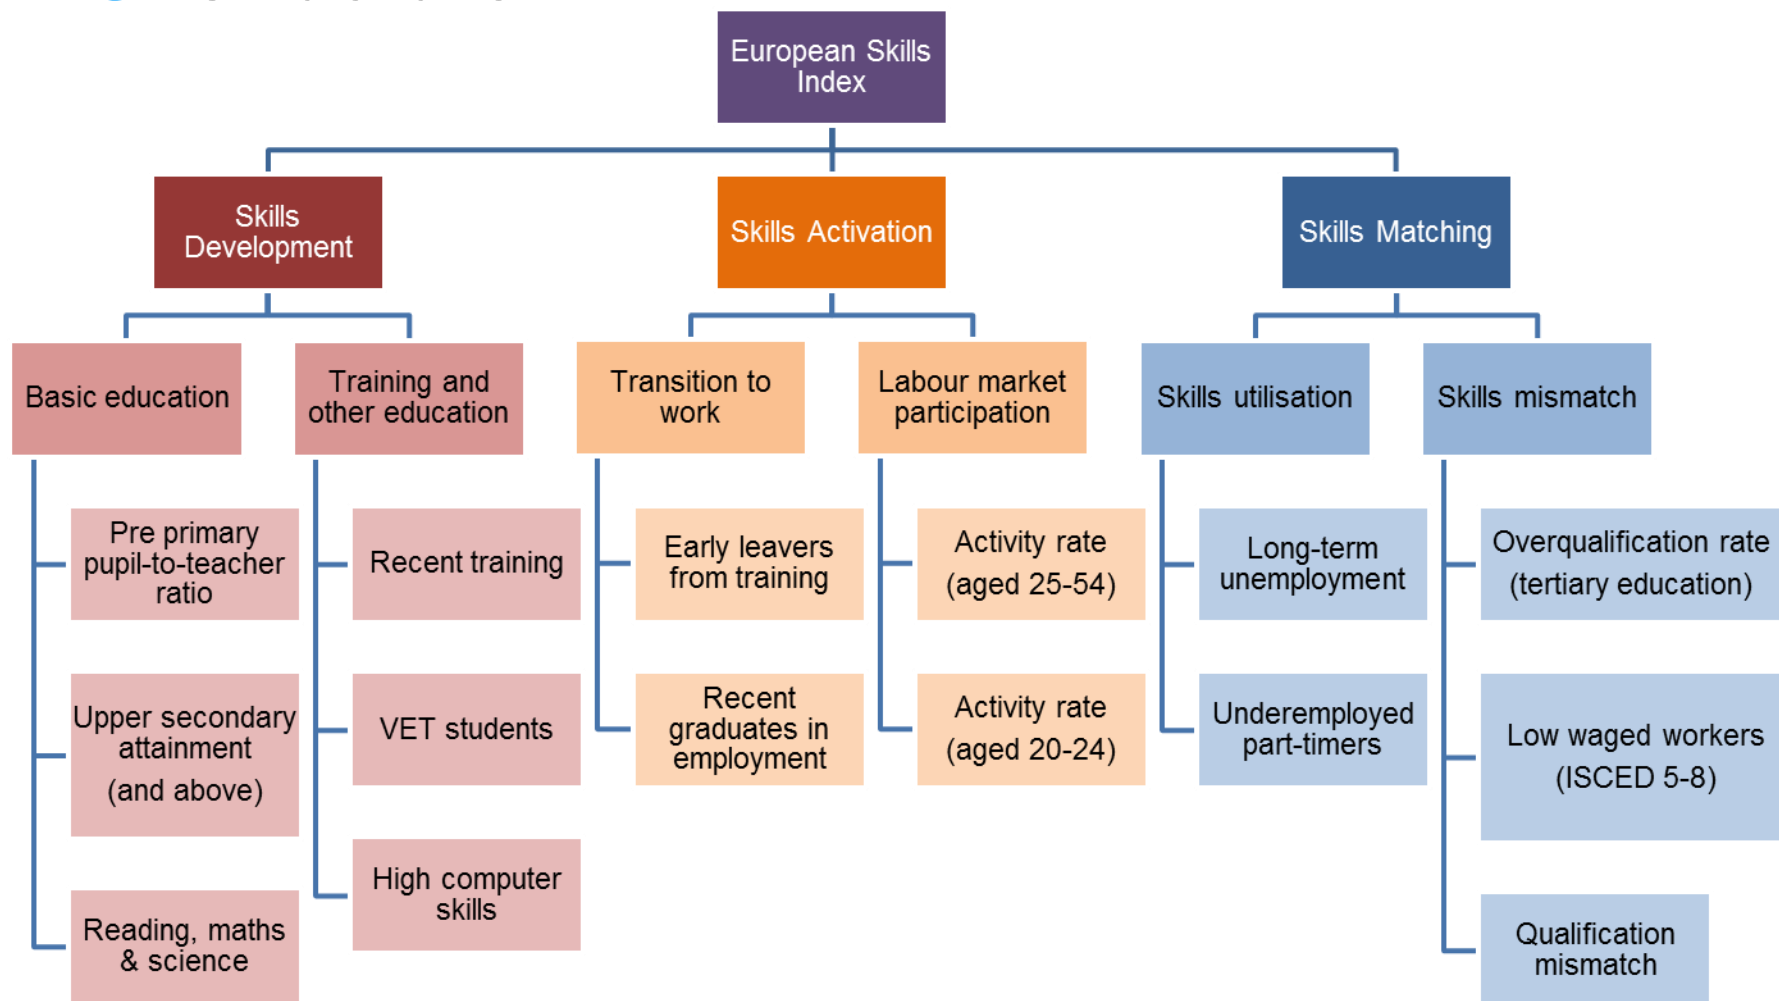 European Skills
Index
Skills
Development
Skills Activation
Skills Matching
Basic education
Training and
other education
Transition to
work
Labour market
participation
Skills utilisation
Skills mismatch
Pre primary
pupil-to-teacher
ratio
Upper secondary
attainment
(and above)
Reading, maths
& science
Recent training
VET students
High computer
skills
Early leavers
from training
Recent
graduates in
employment
Activity rate
(aged 25-54)
Activity rate
(aged 20-24)
Long-term
unemployment
Underemployed
part-timers
Overqualification rate
(tertiary education)
Low waged workers
(ISCED 5-8)
Qualification
mismatch